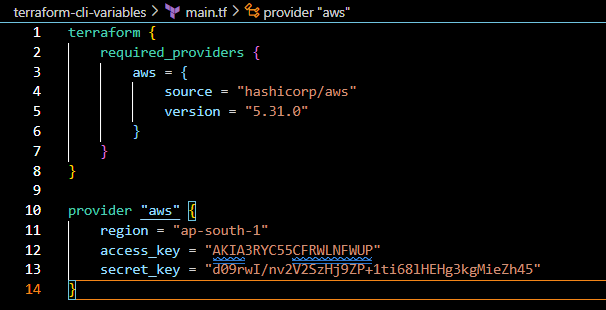 terraform-cli-variables > main.tf > provider "aws"
1 terraform {
2 required_providers {
3 aws = {
4 source = "hashicorp/aws"
5 version = "5.31.0"
6 }
7 }
8 }
9
10 provider "aws" {
11 region = "ap-south-1"
12 access_key = "AKIA3RYC55CFRWLNFWUP"
13 secret_key = "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"
14 }